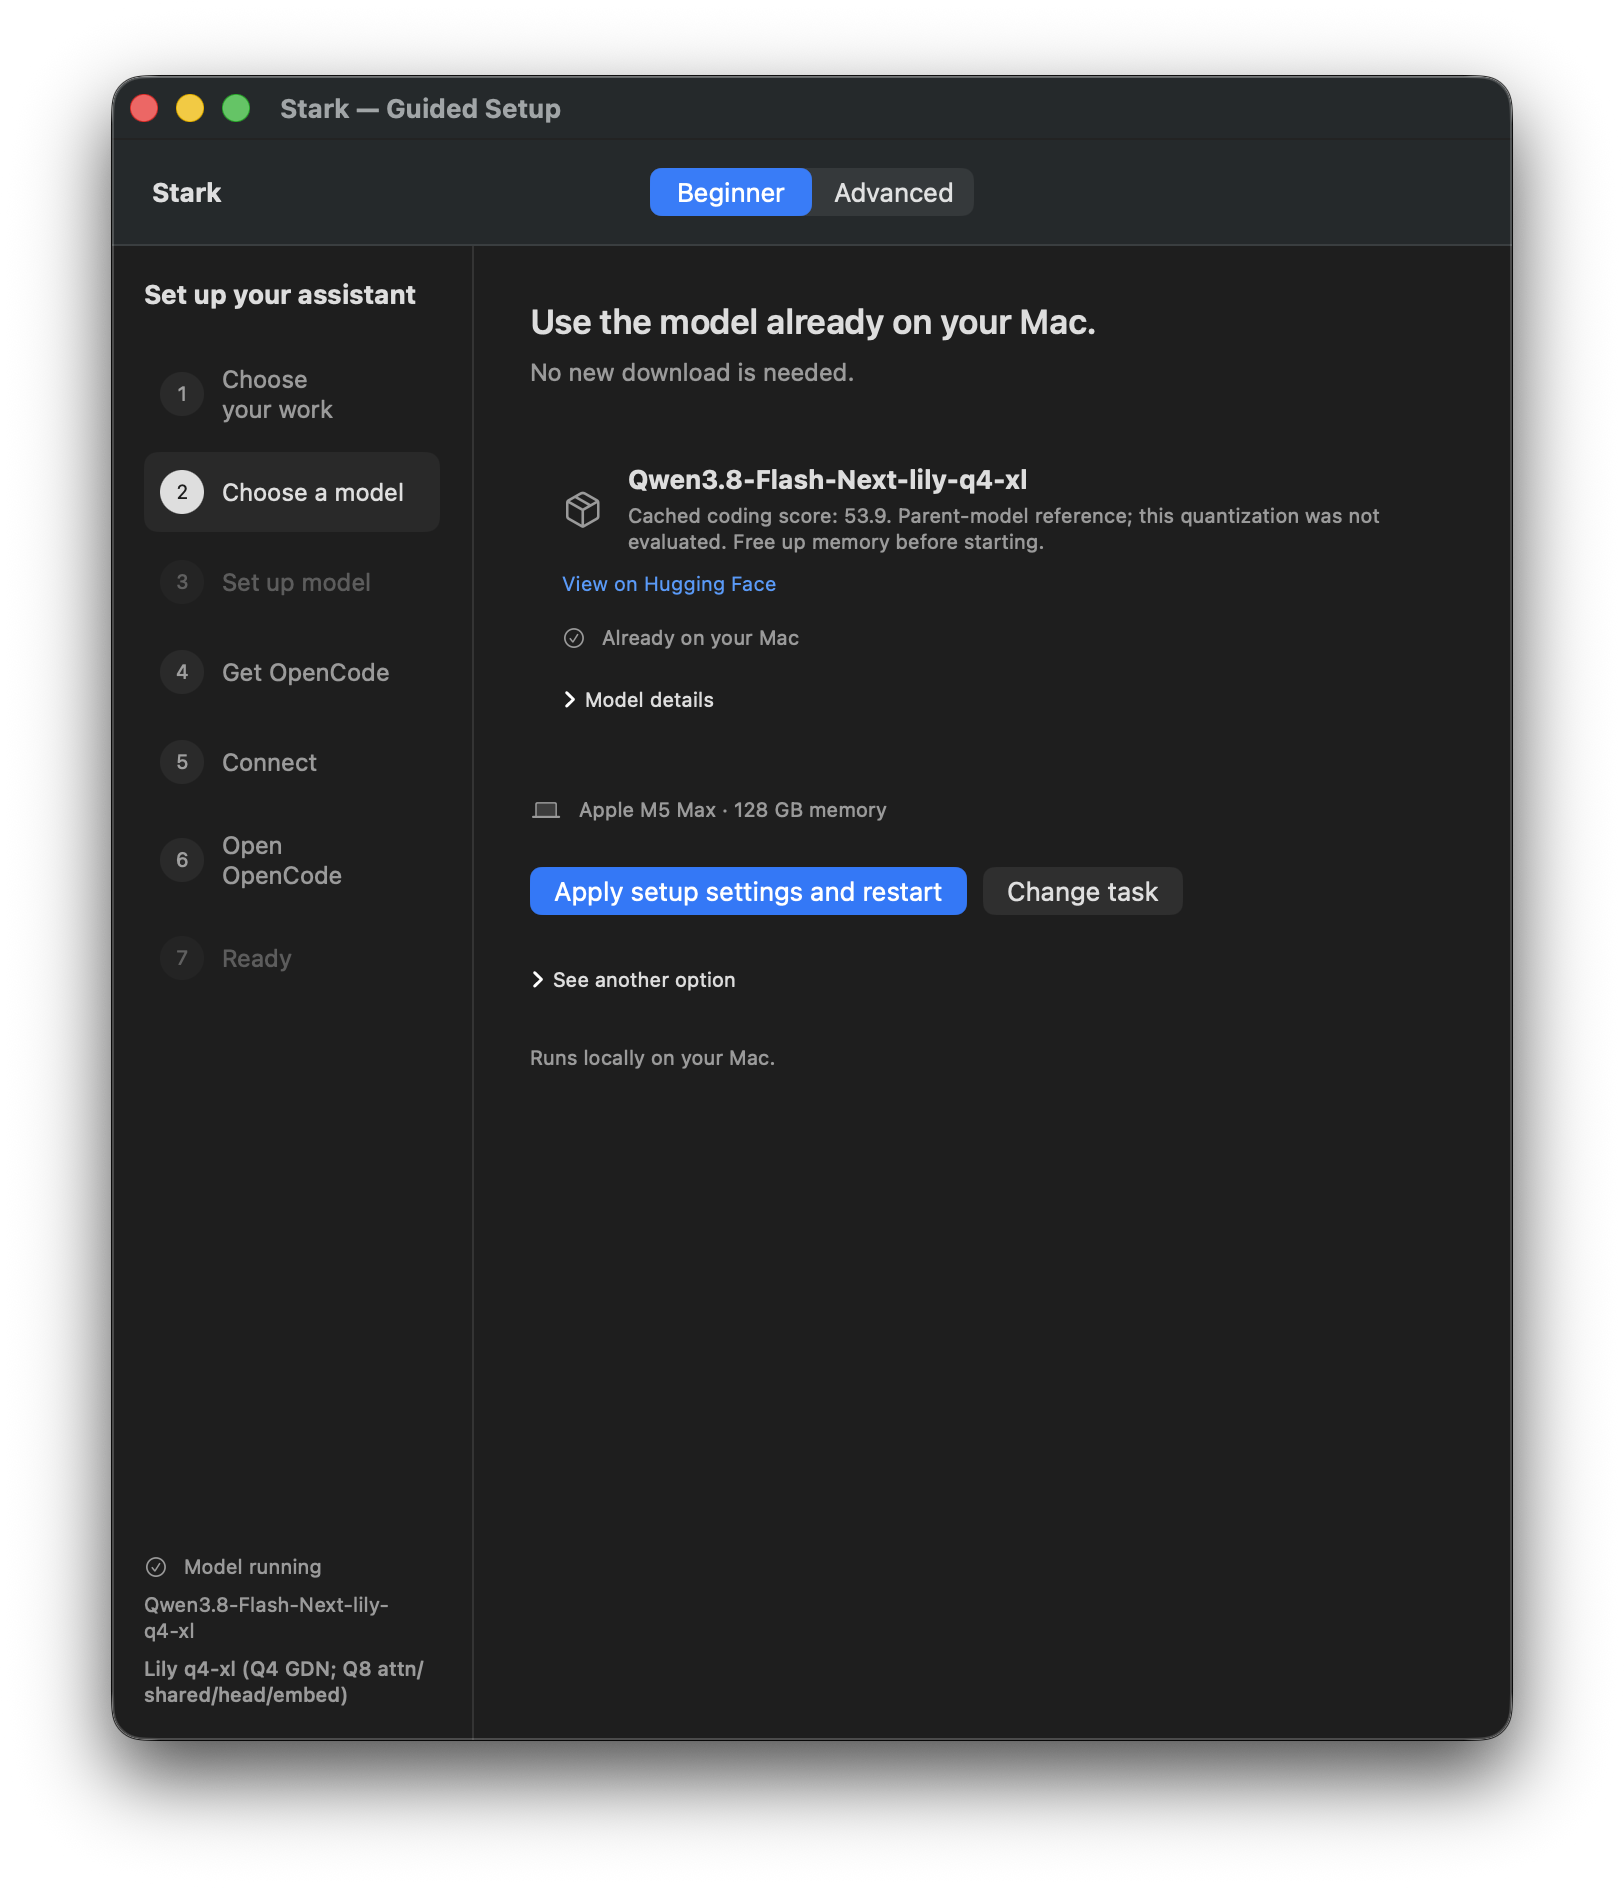 Stark — Guided Setup
Stark
Beginner
Advanced
Set up your assistant
1
Choose
your work
2
Choose a model
3
Set up model
4
Get OpenCode
5
Connect
6
Open
OpenCode
7
Ready
Model running
Qwen3.8-Flash-Next-lily-
q4-xl
Lily q4-xl (Q4 GDN; Q8 attn/
shared/head/embed)
Use the model already on your Mac.
No new download is needed.
Qwen3.8-Flash-Next-lily-q4-xl
Cached coding score: 53.9. Parent-model reference; this quantization was not
evaluated. Free up memory before starting.
View on Hugging Face
Already on your Mac
Model details
Apple M5 Max · 128 GB memory
Apply setup settings and restart
Change task
See another option
Runs locally on your Mac.